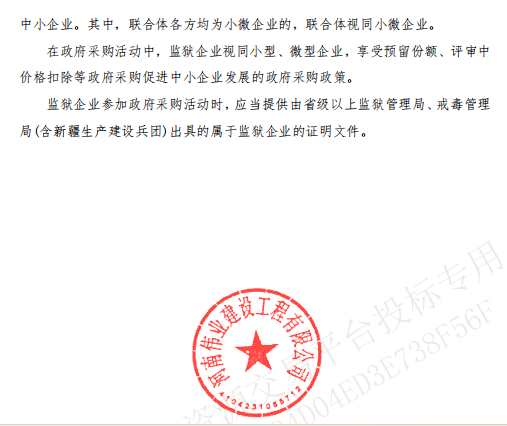 中小企业。其中，联合体各方均为小微企业的，联合体视同小微企业。
在政府采购活动中，监狱企业视同小型、微型企业，享受预留份额、评审中
价格扣除等政府采购促进中小企业发展的政府采购政策。
监狱企业参加政府采购活动时，应当提供由省级以上监狱管理局、戒毒管理
局(含新疆生产建设兵团)出具的属于监狱企业的证明文件。
河南伟业建设工程有限公司
4104231085712
资源交易平台投标专用
4D04ED3E738F56F